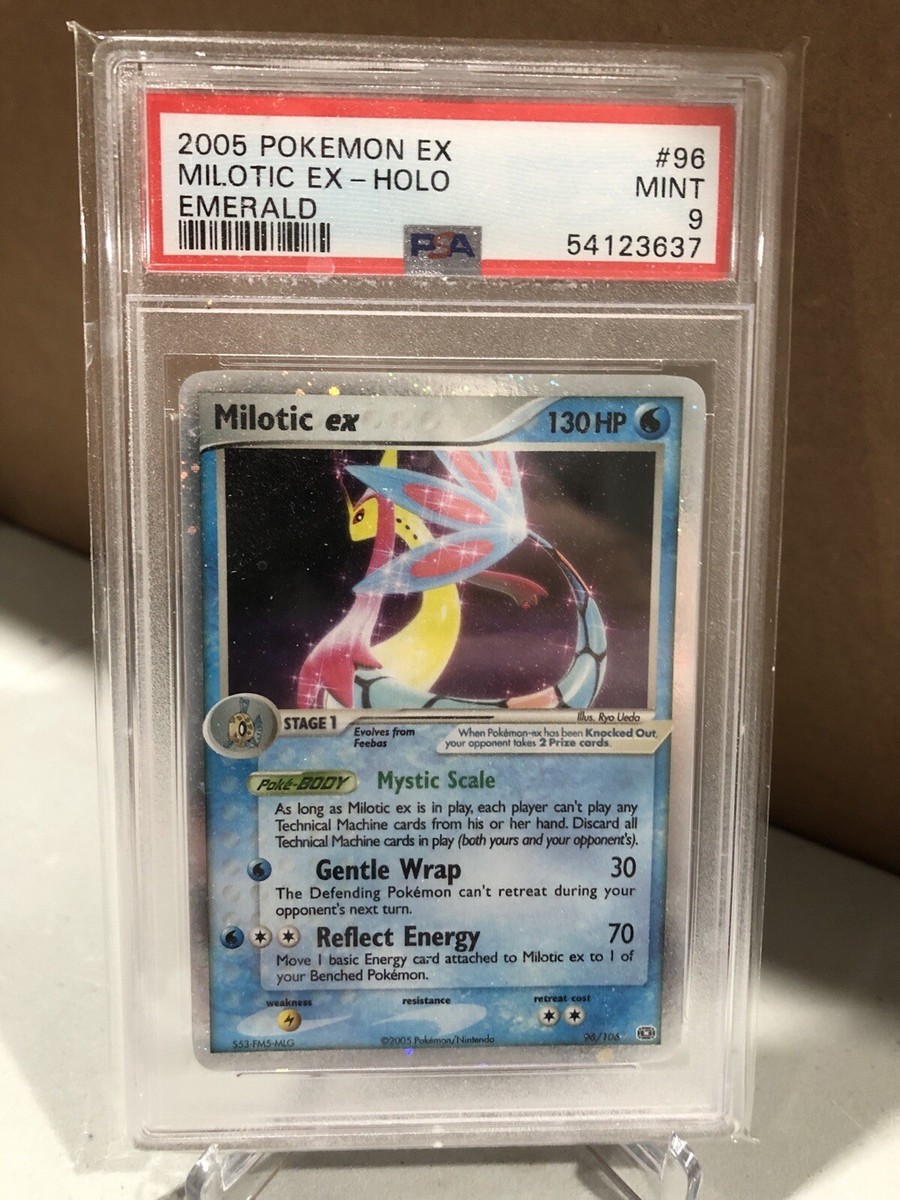 2005 POKEMON EX #96
MILOTIC EX - HOLO MINT
EMERALD 9
PSA 54123637
Milotic ex 130 HP
Illus. Ryo Ueda
STAGE 1
Evolves from
Feebas
When Pokémon-ex has been Knocked Out,
your opponent takes 2 Prize cards.
Poké-BODY Mystic Scale
As long as Milotic ex is in play, each player can't play any
Technical Machine cards from his or her hand. Discard all
Technical Machine cards in play (both yours and your opponent's).
Gentle Wrap 30
The Defending Pokémon can't retreat during your
opponent's next turn.
Reflect Energy 70
Move 1 basic Energy card attached to Milotic ex to 1 of
your Benched Pokémon.
weakness resistance retreat cost
S53-FM5-MLG ©2005 Pokémon/Nintendo 96/106